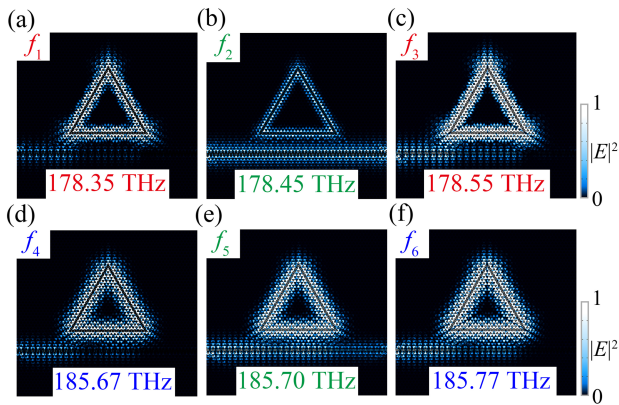 (a)
(b)
(c)
f1
f2
f3
1
|E|²
0
178.35 THz
178.45 THz
178.55 THz
(d)
(e)
(f)
f4
f5
f6
1
|E|²
0
185.67 THz
185.70 THz
185.77 THz